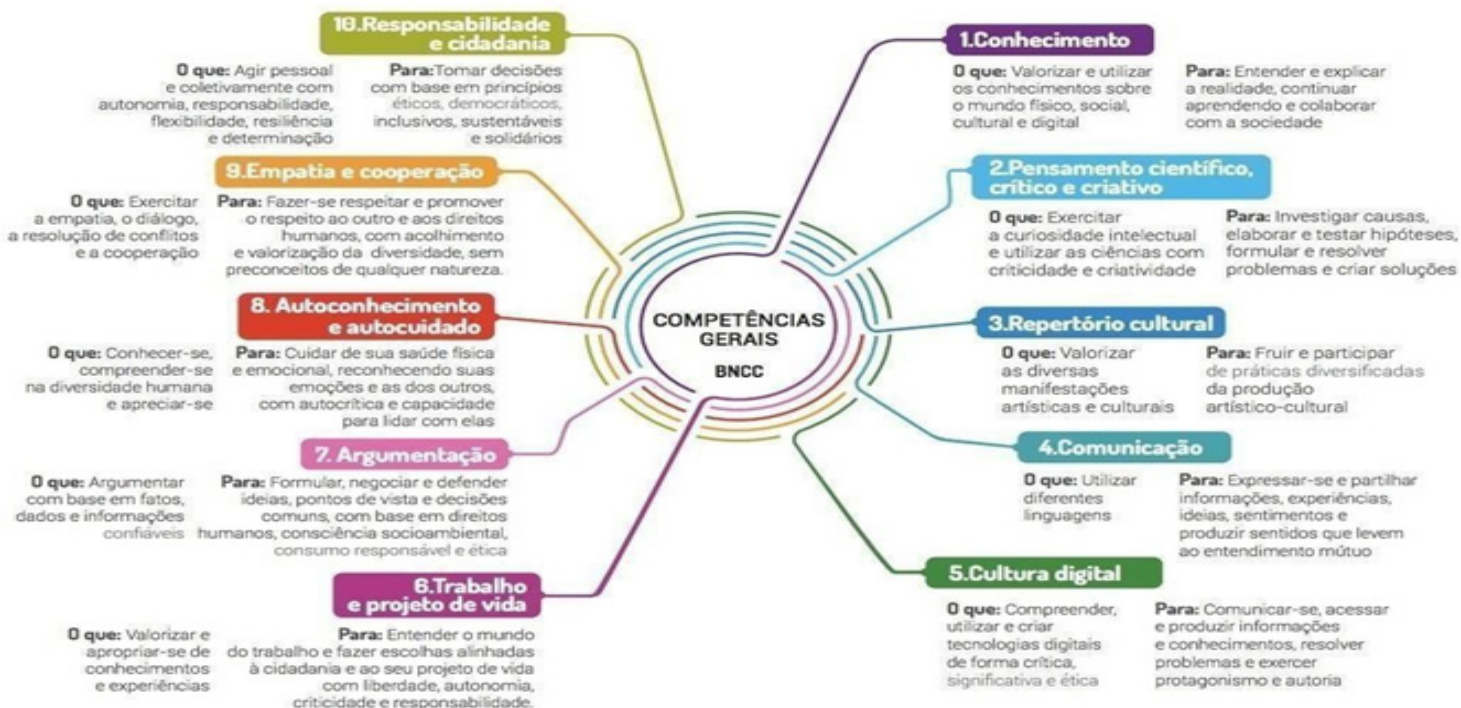 COMPETÊNCIAS
GERAIS
BNCC
1.Conhecimento
O que: Valorizar e utilizar
os conhecimentos sobre
o mundo físico, social,
cultural e digital
Para: Entender e explicar
a realidade, continuar
aprendendo e colaborar
com a sociedade
2.Pensamento científico,
crítico e criativo
O que: Exercitar
a curiosidade intelectual
e utilizar as ciências com
criticidade e criatividade
Para: Investigar causas,
elaborar e testar hipóteses,
formular e resolver
problemas e criar soluções
3.Repertório cultural
O que: Valorizar
as diversas
manifestações
artísticas e culturais
Para: Fruir e participar
de práticas diversificadas
da produção
artístico-cultural
4.Comunicação
O que: Utilizar
diferentes
linguagens
Para: Expressar-se e partilhar
informações, experiências,
ideias, sentimentos e
produzir sentidos que levem
ao entendimento mútuo
5.Cultura digital
O que: Compreender,
utilizar e criar
tecnologias digitais
de forma crítica,
significativa e ética
Para: Comunicar-se, acessar
e produzir informações
e conhecimentos, resolver
problemas e exercer
protagonismo e autoria
6.Trabalho
e projeto de vida
O que: Valorizar e
apropriar-se de
conhecimentos
e experiências
Para: Entender o mundo
do trabalho e fazer escolhas alinhadas
à cidadania e ao seu projeto de vida
com liberdade, autonomia,
criticidade e responsabilidade.
7. Argumentação
O que: Argumentar
com base em fatos,
dados e informações
confiáveis
Para: Formular, negociar e defender
ideias, pontos de vista e decisões
comuns, com base em direitos
humanos, consciência socioambiental,
consumo responsável e ética
8. Autoconhecimento
e autocuidado
O que: Conhecer-se,
compreender-se
na diversidade humana
e apreciar-se
Para: Cuidar de sua saúde física
e emocional, reconhecendo suas
emoções e as dos outros,
com autocrítica e capacidade
para lidar com elas
9.Empatia e cooperação
O que: Exercitar
a empatia, o diálogo,
a resolução de conflitos
e a cooperação
Para: Fazer-se respeitar e promover
o respeito ao outro e aos direitos
humanos, com acolhimento
e valorização da diversidade, sem
preconceitos de qualquer natureza.
10.Responsabilidade
e cidadania
O que: Agir pessoal
e coletivamente com
autonomia, responsabilidade,
flexibilidade, resiliência
e determinação
Para:Tomar decisões
com base em princípios
éticos, democráticos,
inclusivos, sustentáveis
e solidários